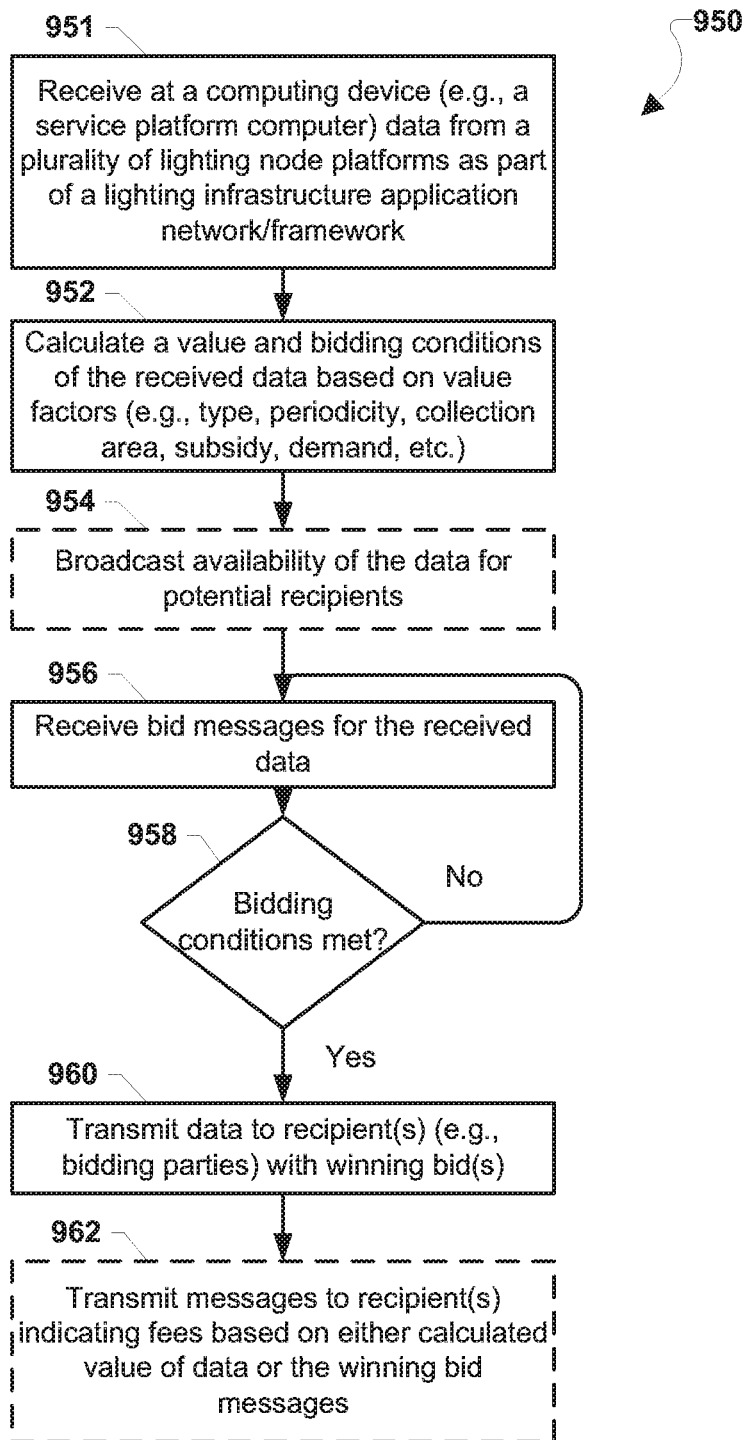 951
950
Receive at a computing device (e.g., a
service platform computer) data from a
plurality of lighting node platforms as part
of a lighting infrastructure application
network/framework
952
Calculate a value and bidding conditions
of the received data based on value
factors (e.g., type, periodicity, collection
area, subsidy, demand, etc.)
954
Broadcast availability of the data for
potential recipients
956
Receive bid messages for the received
data
958
No
Bidding
conditions met?
Yes
960
Transmit data to recipient(s) (e.g.,
bidding parties) with winning bid(s)
962
Transmit messages to recipient(s)
indicating fees based on either calculated
value of data or the winning bid
messages